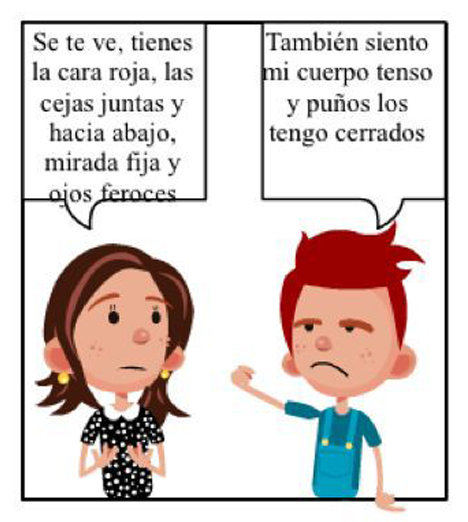 Se te ve, tienes
la cara roja, las
cejas juntas y
hacia abajo,
mirada fija y
ojos feroces
También siento
mi cuerpo tenso
y puños los
tengo cerrados